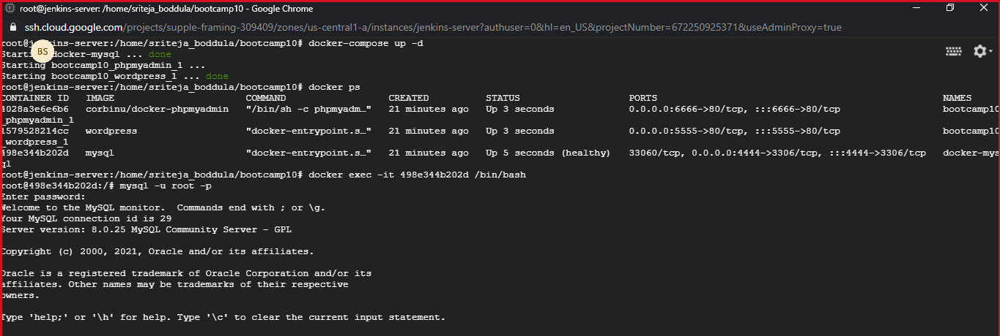 root@jenkins-server: /home/sriteja_boddula/bootcamp10 - Google Chrome
ssh.cloud.google.com/projects/supple-framing-309409/zones/us-central1-a/instances/jenkins-server?authuser=0&hl=en_US&projectNumber=672250925371&useAdminProxy=true
root@jenkins-server:/home/sriteja_boddula/bootcamp10# docker-compose up -d
BS
docker-mysql ... done
Starting bootcamp10_phpmyadmin_1 ...
Starting bootcamp10_wordpress_1 ... done
root@jenkins-server:/home/sriteja_boddula/bootcamp10# docker ps
CONTAINER ID IMAGE COMMAND CREATED STATUS PORTS NAMES
4028a3e6e6b6 corbinu/docker-phpmyadmin "/bin/sh -c phpmyadm…" 21 minutes ago Up 3 seconds 0.0.0.0:6666->80/tcp, :::6666->80/tcp bootcamp10
_phpmyadmin_1
1579528214cc wordpress "docker-entrypoint.s…" 21 minutes ago Up 3 seconds 0.0.0.0:5555->80/tcp, :::5555->80/tcp bootcamp10
_wordpress_1
498e344b202d mysql "docker-entrypoint.s…" 21 minutes ago Up 5 seconds (healthy) 33060/tcp, 0.0.0.0:4444->3306/tcp, :::4444->3306/tcp docker-mys
ql
root@jenkins-server:/home/sriteja_boddula/bootcamp10# docker exec -it 498e344b202d /bin/bash
root@498e344b202d:/# mysql -u root -p
Enter password:
Welcome to the MySQL monitor. Commands end with ; or \g.
Your MySQL connection id is 29
Server version: 8.0.25 MySQL Community Server - GPL
Copyright (c) 2000, 2021, Oracle and/or its affiliates.
Oracle is a registered trademark of Oracle Corporation and/or its
affiliates. Other names may be trademarks of their respective
owners.
Type 'help;' or '\h' for help. Type '\c' to clear the current input statement.